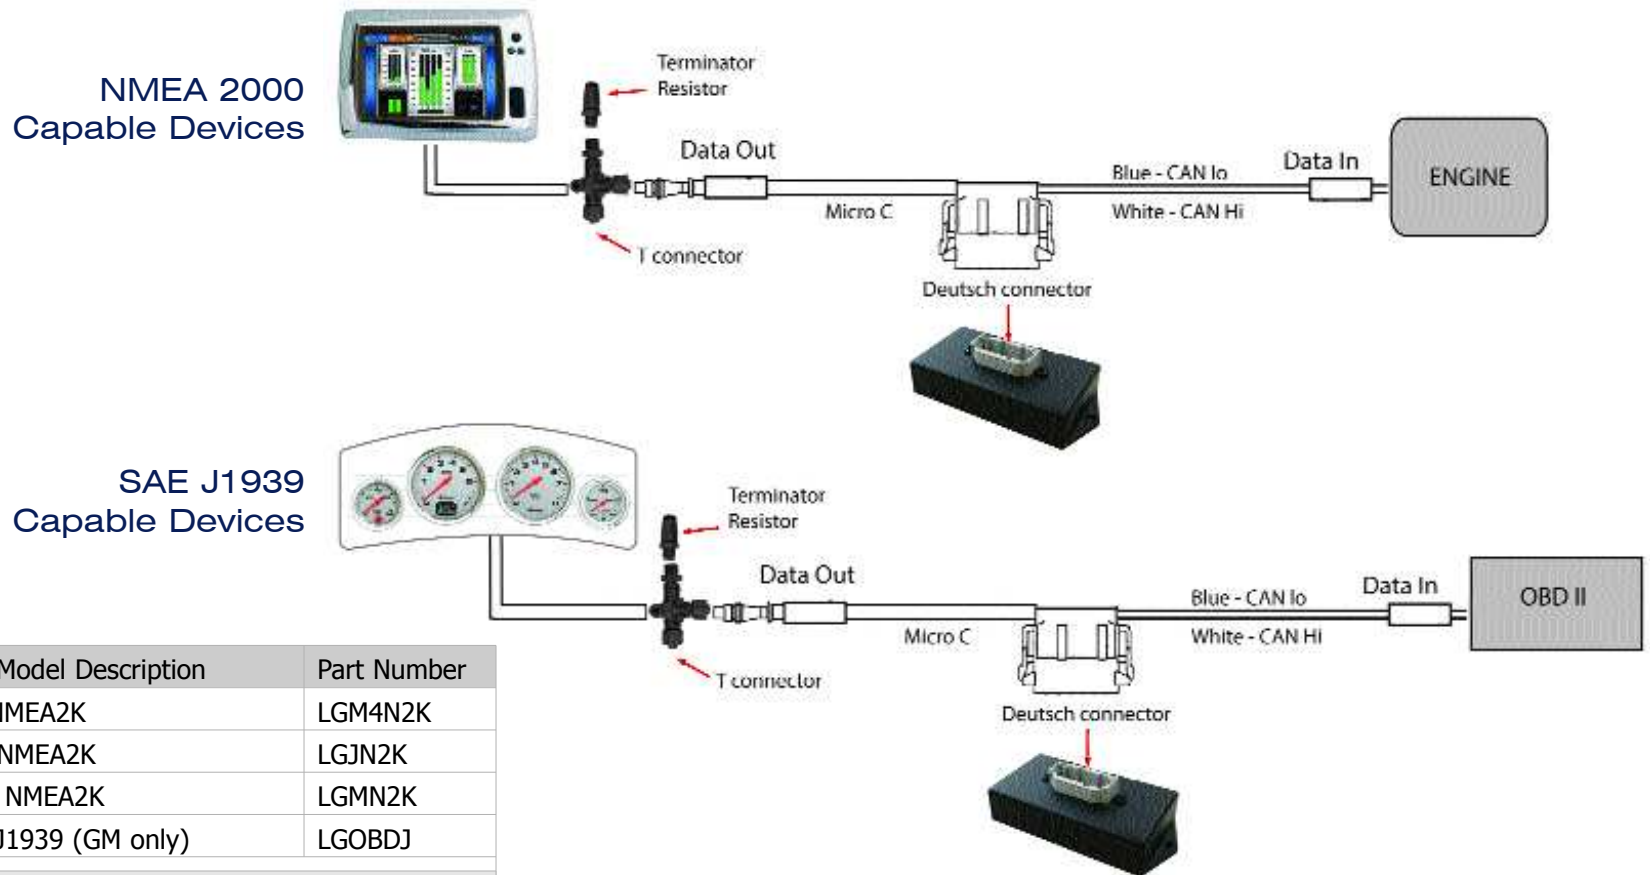 NMEA 2000
Capable Devices
Terminator
Resistor
Data Out
Micro C
T connector
Blue - CAN lo
White - CAN Hi
Data In
ENGINE
Deutsch connector
SAE J1939
Capable Devices
Terminator
Resistor
Data Out
Micro C
T connector
Blue - CAN lo
White - CAN Hi
Data In
OBD II
Deutsch connector
Model Description Part Number
NMEA2K LGM4N2K
NMEA2K LGJN2K
NMEA2K LGMN2K
J1939 (GM only) LGOBDJ